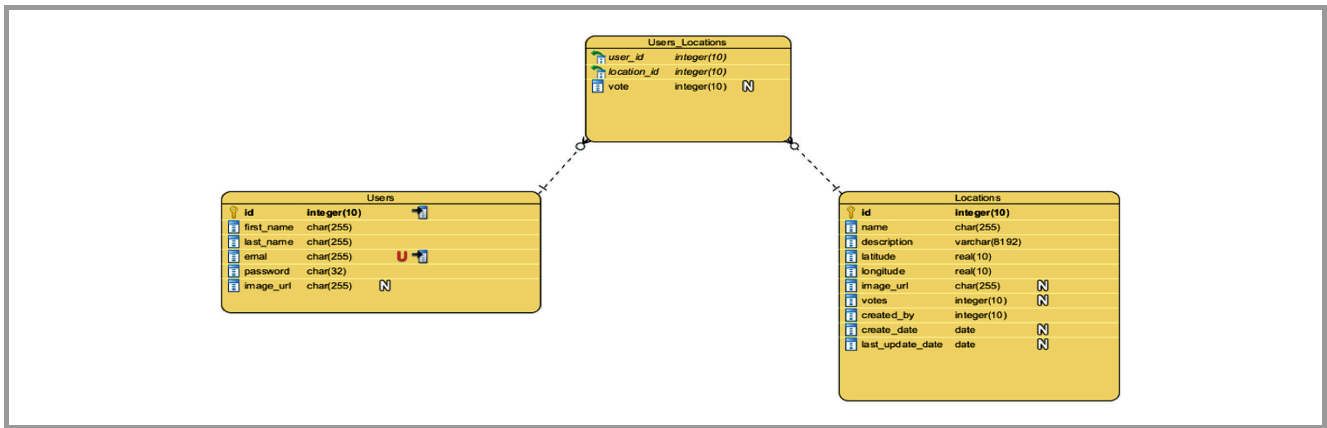 Users_Locations
user_id integer(10)
location_id integer(10)
vote integer(10) N
Users
id integer(10)
first_name char(255)
last_name char(255)
emal char(255) U
password char(32)
image_url char(255) N
Locations
id integer(10)
name char(255)
description varchar(8192)
latitude real(10)
longitude real(10)
image_url char(255) N
votes integer(10) N
created_by integer(10)
create_date date N
last_update_date date N